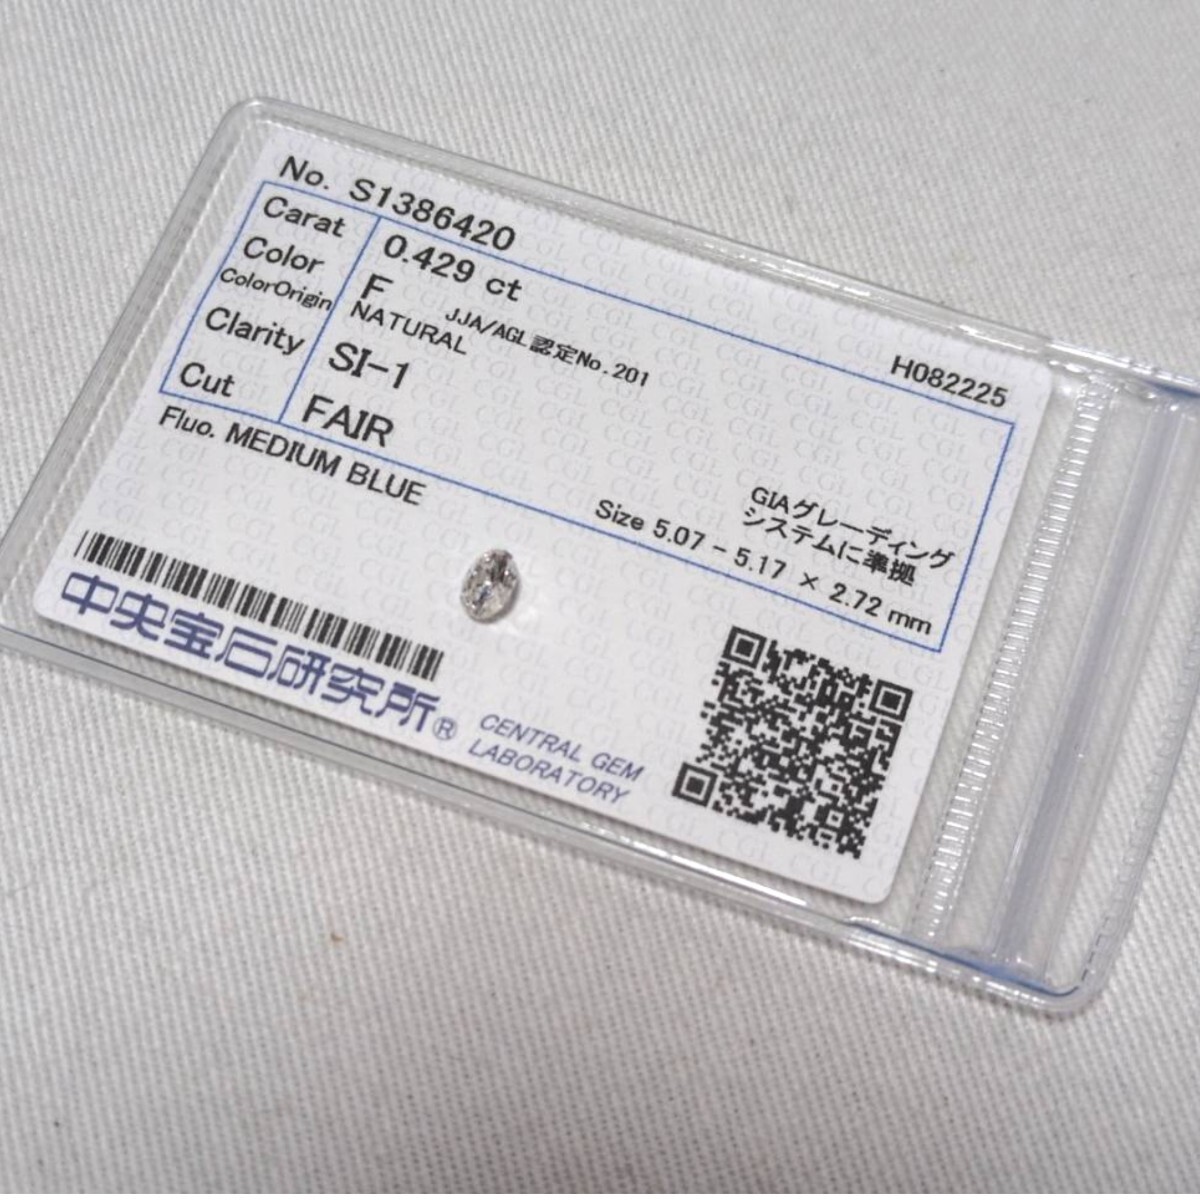 No. S1386420
H082225
Carat 0.429 ct
Color F
JJA/AGL認定No.201
ColorOrigin NATURAL
Clarity SI-1
Cut FAIR
GIAグレーディング
システムに準拠
Fluo. MEDIUM BLUE
Size 5.07 - 5.17 × 2.72 mm
中央宝石研究所®
CENTRAL GEM
LABORATORY